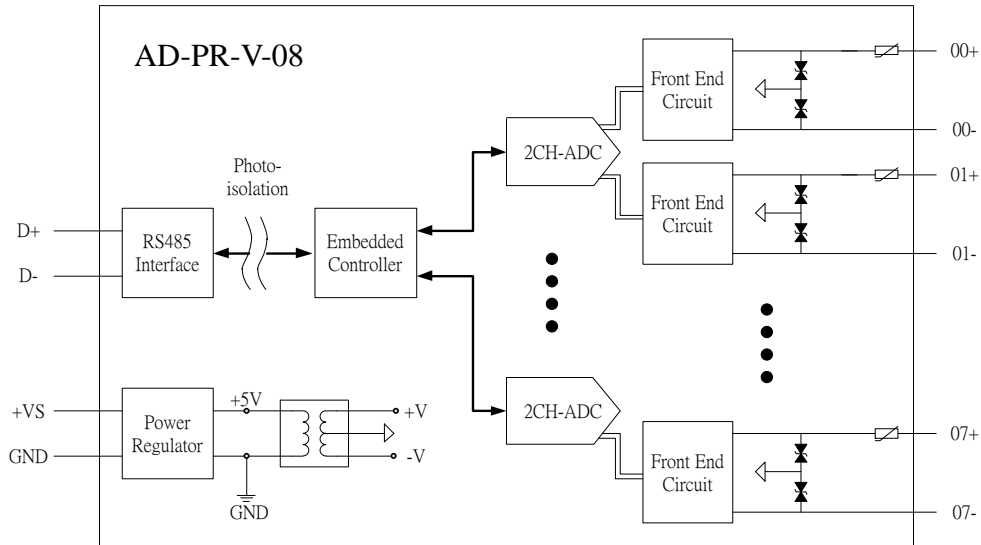 AD-PR-V-08
00+
Front End
Circuit
00-
2CH-ADC
Photo-
isolation
01+
Front End
Circuit
01-
D+
D-
RS485
Interface
Embedded
Controller
+VS
GND
Power
Regulator
+5V
GND
+V
-V
2CH-ADC
07+
Front End
Circuit
07-